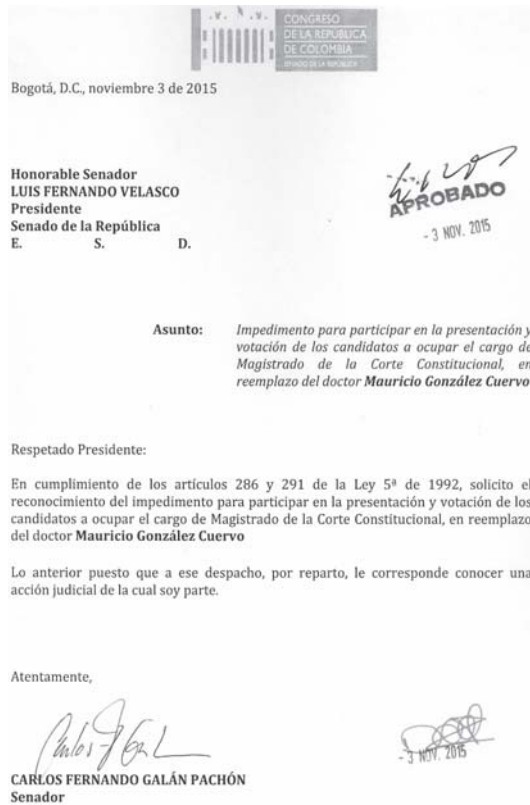 CONGRESO
DE LA REPÚBLICA
DE COLOMBIA
SENADO DE LA REPÚBLICA
Bogotá, D.C., noviembre 3 de 2015
Honorable Senador
LUIS FERNANDO VELASCO
Presidente
Senado de la República
E. S. D.
APROBADO
- 3 NOV. 2015
Asunto: Impedimento para participar en la presentación y
votación de los candidatos a ocupar el cargo de
Magistrado de la Corte Constitucional, en
reemplazo del doctor Mauricio González Cuervo
Respetado Presidente:
En cumplimiento de los artículos 286 y 291 de la Ley 5ª de 1992, solicito el
reconocimiento del impedimento para participar en la presentación y votación de los
candidatos a ocupar el cargo de Magistrado de la Corte Constitucional, en reemplazo
del doctor Mauricio González Cuervo
Lo anterior puesto que a ese despacho, por reparto, le corresponde conocer una
acción judicial de la cual soy parte.
Atentamente,
- 3 NOV. 2015
CARLOS FERNANDO GALÁN PACHÓN
Senador